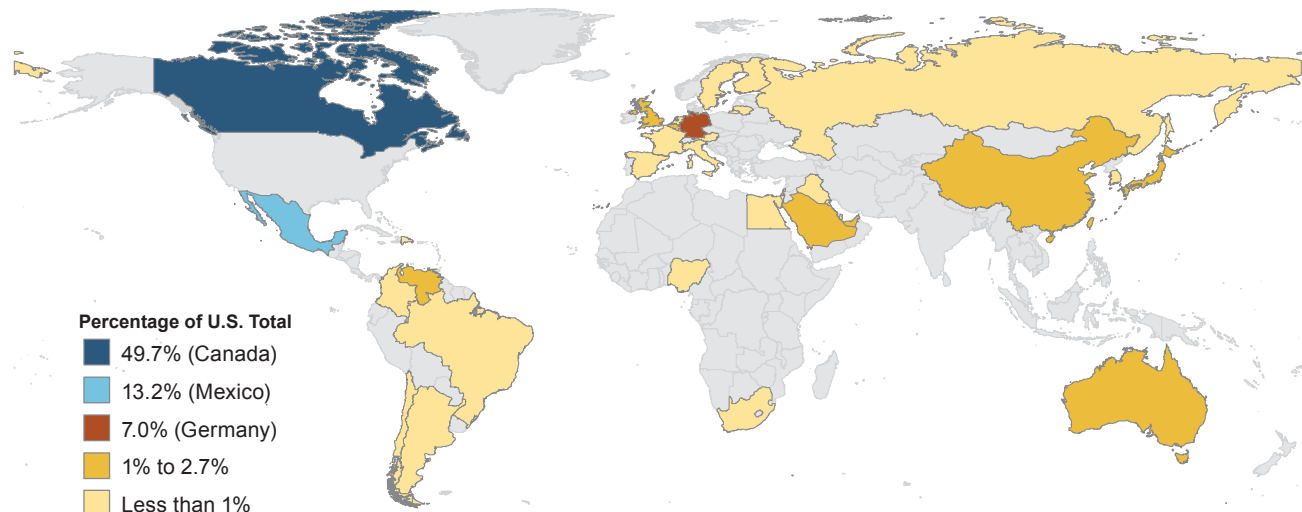 Percentage of U.S. Total
49.7% (Canada)
13.2% (Mexico)
7.0% (Germany)
1% to 2.7%
Less than 1%